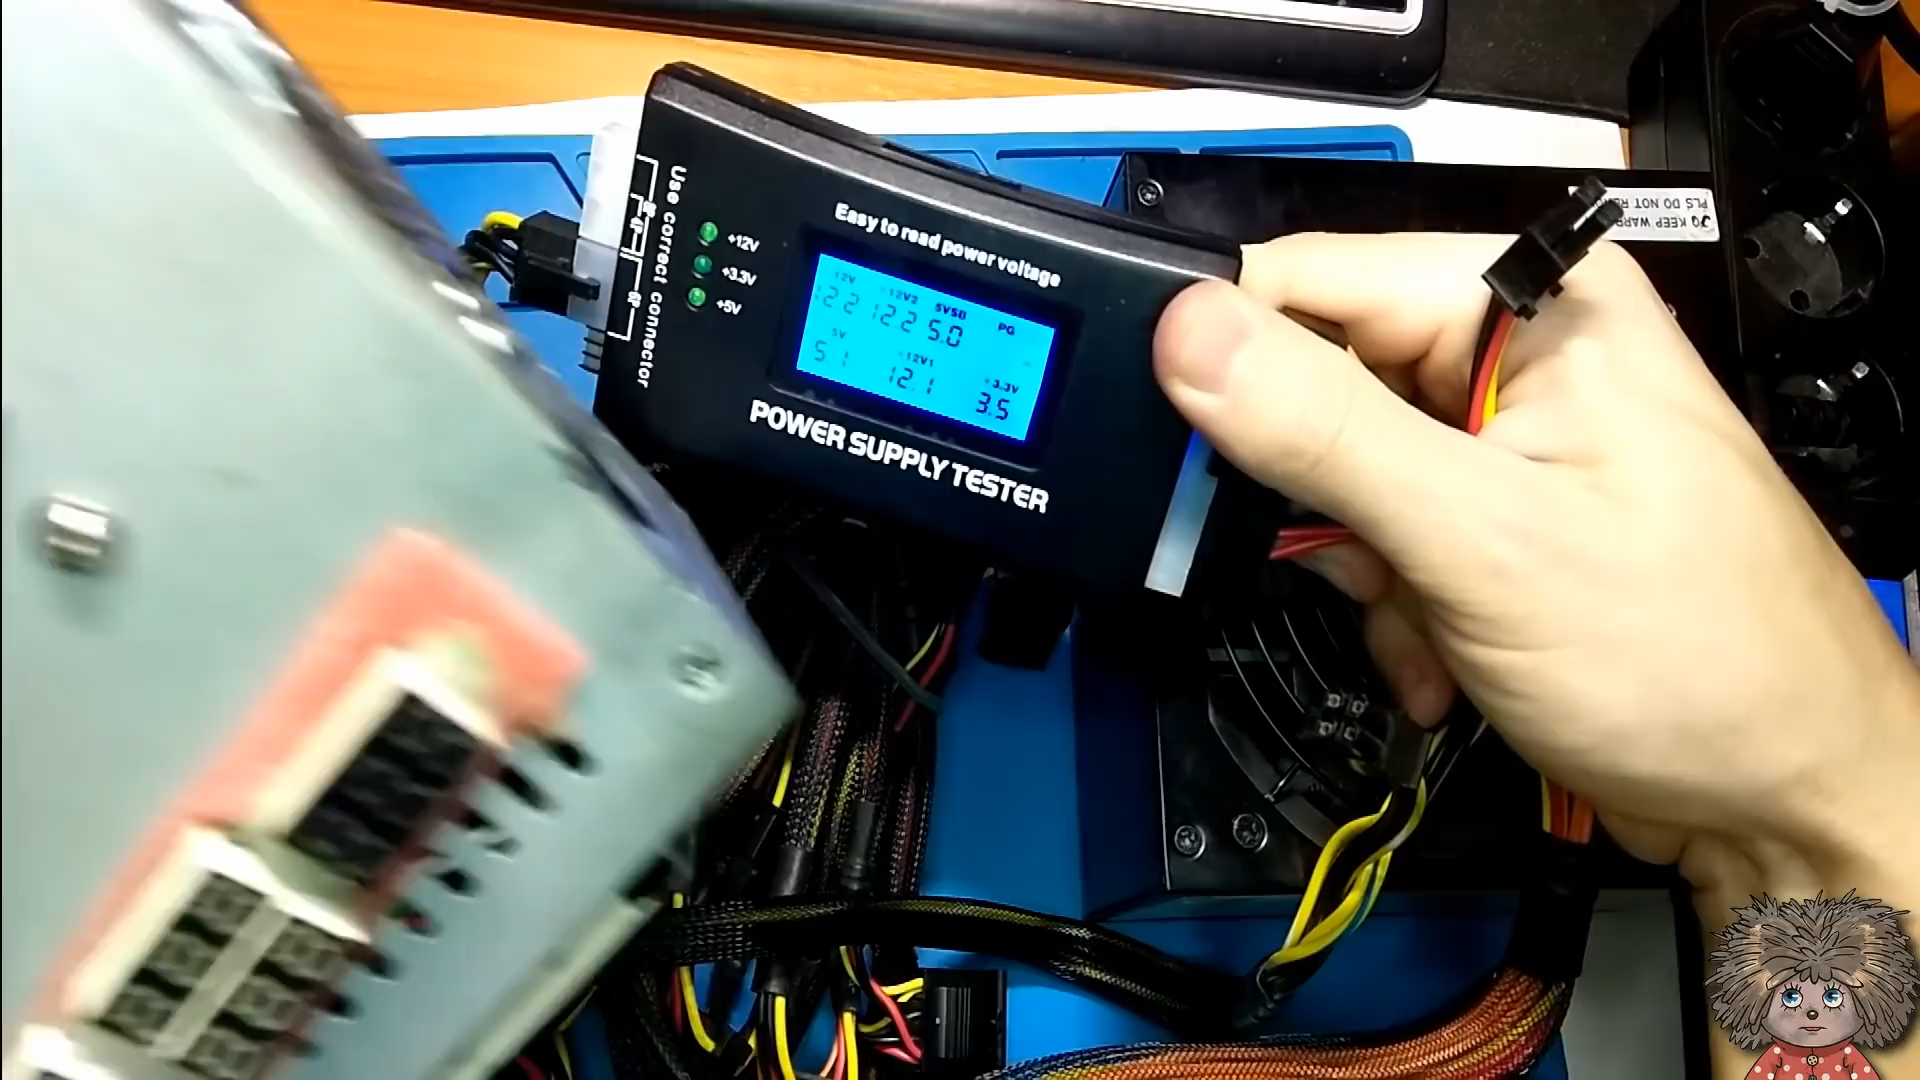 Use correct connector
4P
6P
+12V
+3.3V
+5V
Easy to read power voltage
12V +12V2 5VSB PG
12.2 12.2 5.0
5V +12V1 +3.3V
5.1 12.1 3.5
POWER SUPPLY TESTER
PLS DO NOT
KEEP